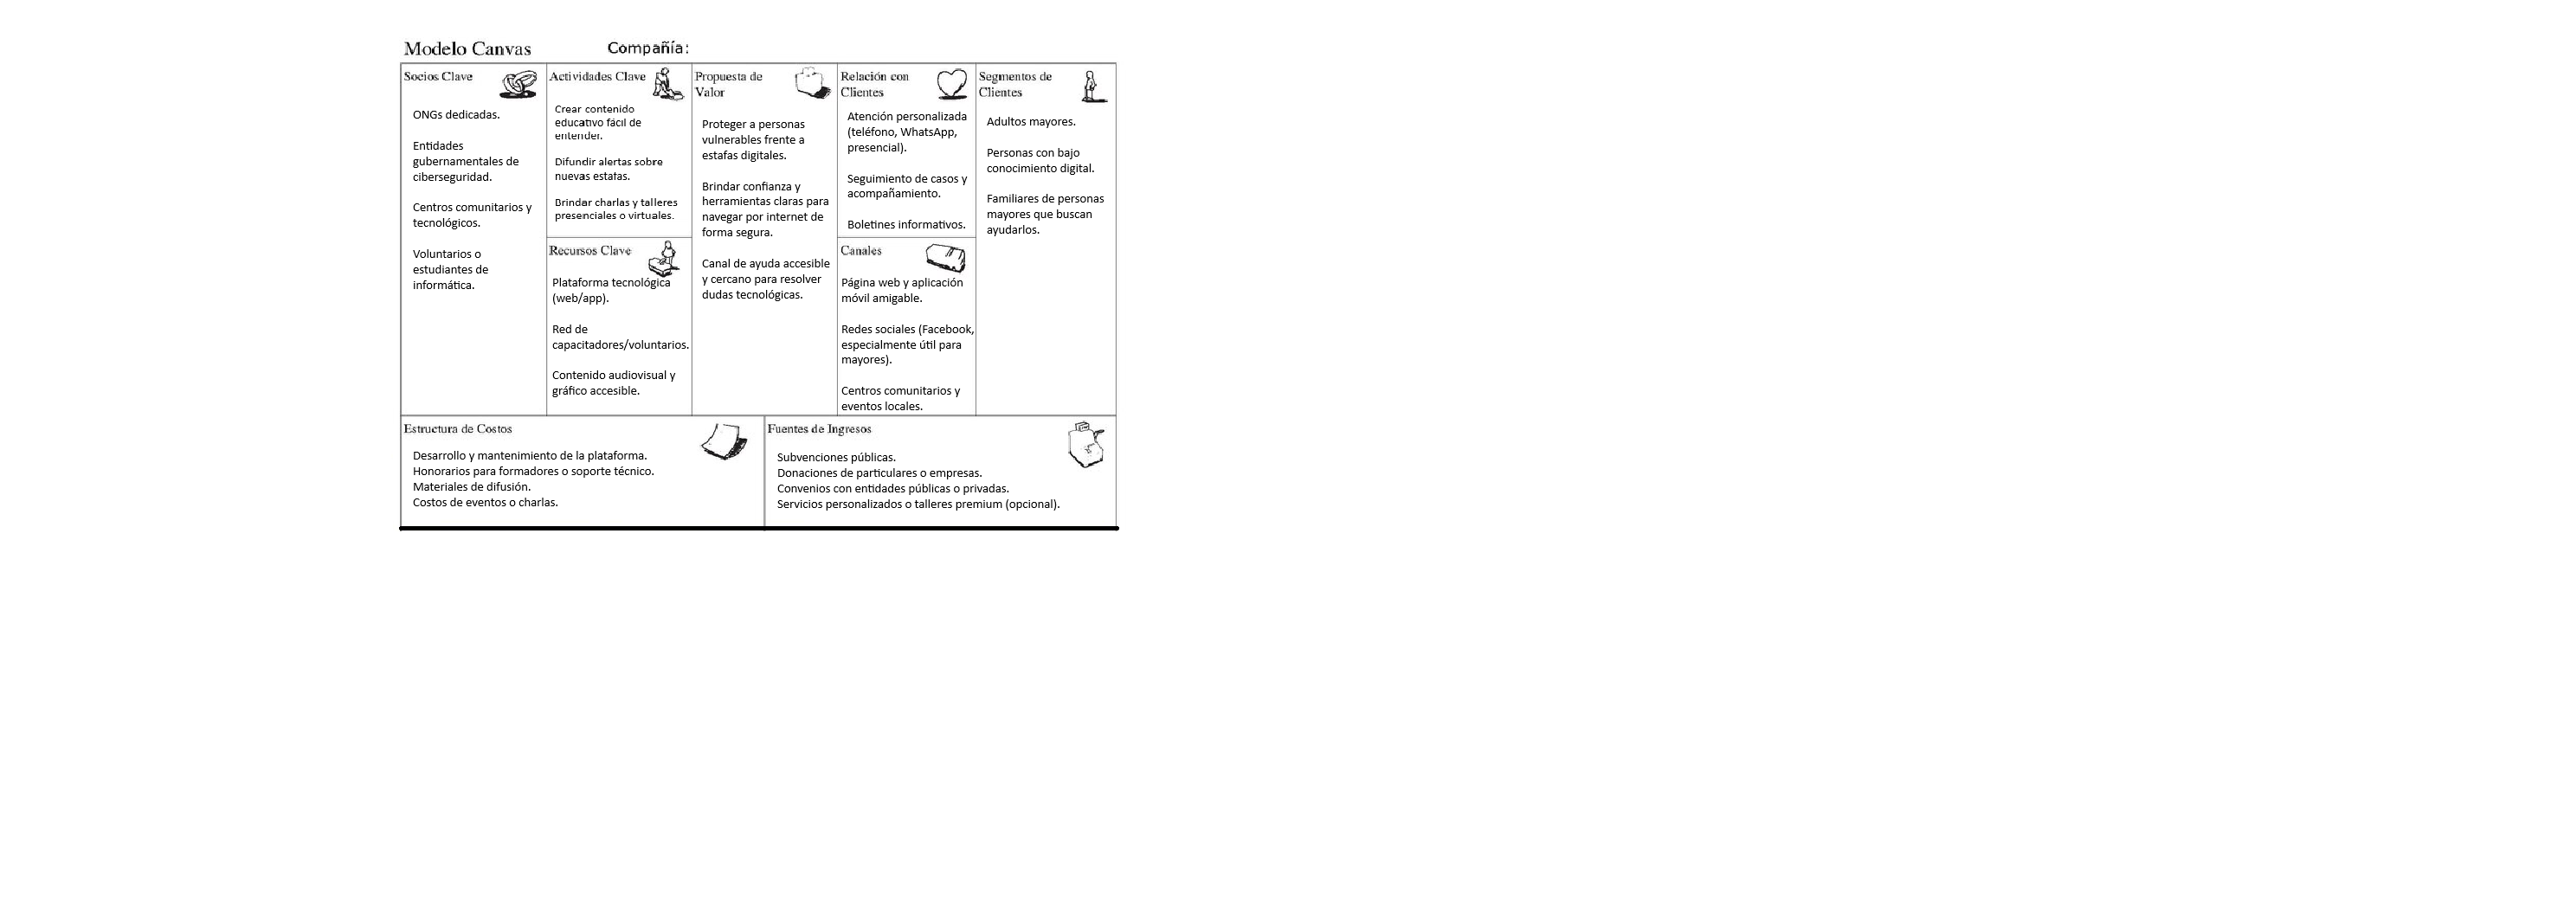 Modelo Canvas
Compañía:
Socios Clave
ONGs dedicadas.
Entidades
gubernamentales de
ciberseguridad.
Centros comunitarios y
tecnológicos.
Voluntarios o
estudiantes de
informática.
Actividades Clave
Crear contenido
educativo fácil de
entender.
Difundir alertas sobre
nuevas estafas.
Brindar charlas y talleres
presenciales o virtuales.
Recursos Clave
Plataforma tecnológica
(web/app).
Red de
capacitadores/voluntarios.
Contenido audiovisual y
gráfico accesible.
Propuesta de
Valor
Proteger a personas
vulnerables frente a
estafas digitales.
Brindar confianza y
herramientas claras para
navegar por internet de
forma segura.
Canal de ayuda accesible
y cercano para resolver
dudas tecnológicas.
Relación con
Clientes
Atención personalizada
(teléfono, WhatsApp,
presencial).
Seguimiento de casos y
acompañamiento.
Boletines informativos.
Canales
Página web y aplicación
móvil amigable.
Redes sociales (Facebook,
especialmente útil para
mayores).
Centros comunitarios y
eventos locales.
Segmentos de
Clientes
Adultos mayores.
Personas con bajo
conocimiento digital.
Familiares de personas
mayores que buscan
ayudarlos.
Estructura de Costos
Desarrollo y mantenimiento de la plataforma.
Honorarios para formadores o soporte técnico.
Materiales de difusión.
Costos de eventos o charlas.
Fuentes de Ingresos
Subvenciones públicas.
Donaciones de particulares o empresas.
Convenios con entidades públicas o privadas.
Servicios personalizados o talleres premium (opcional).